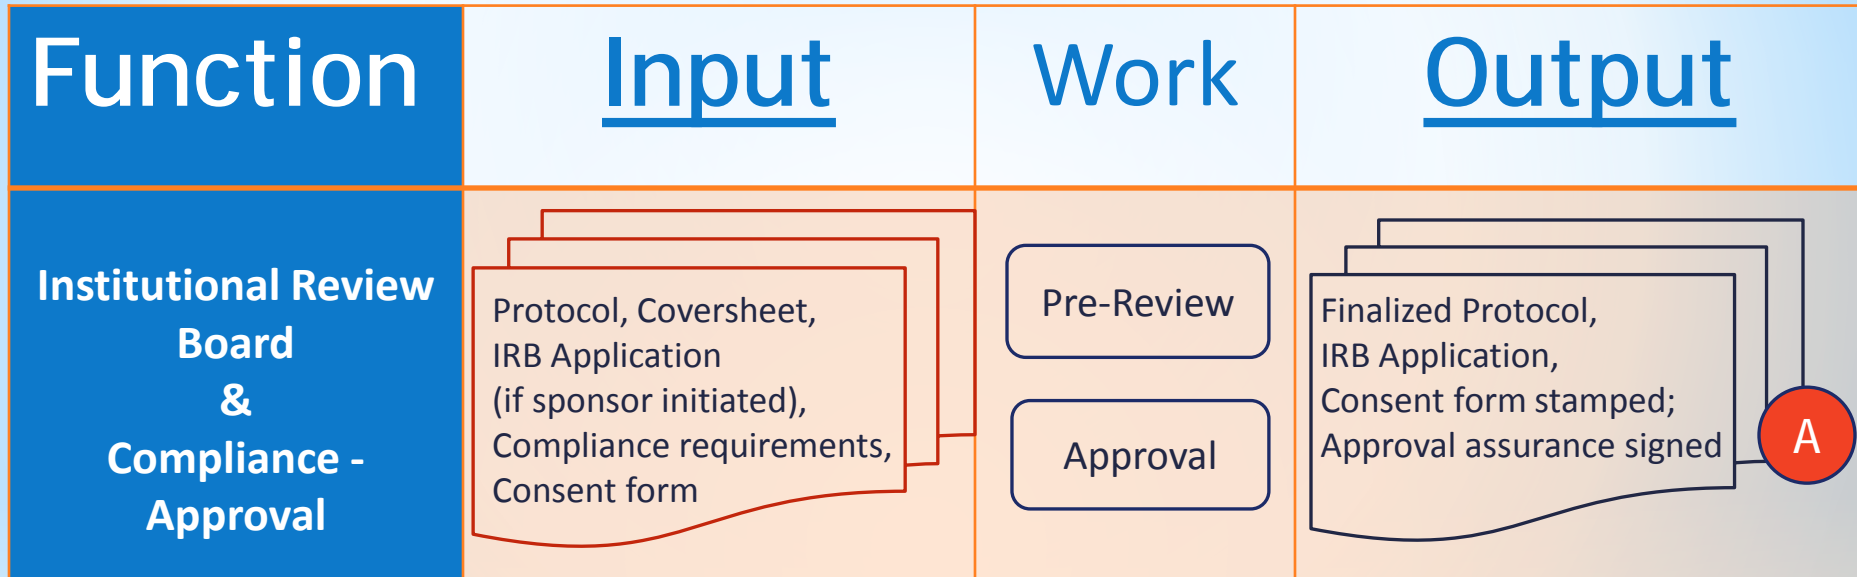 Function
Input
Work
Output
Institutional Review
Board
&
Compliance -
Approval
Protocol, Coversheet,
IRB Application
(if sponsor initiated),
Compliance requirements,
Consent form
Pre-Review
Approval
Finalized Protocol,
IRB Application,
Consent form stamped;
Approval assurance signed
A